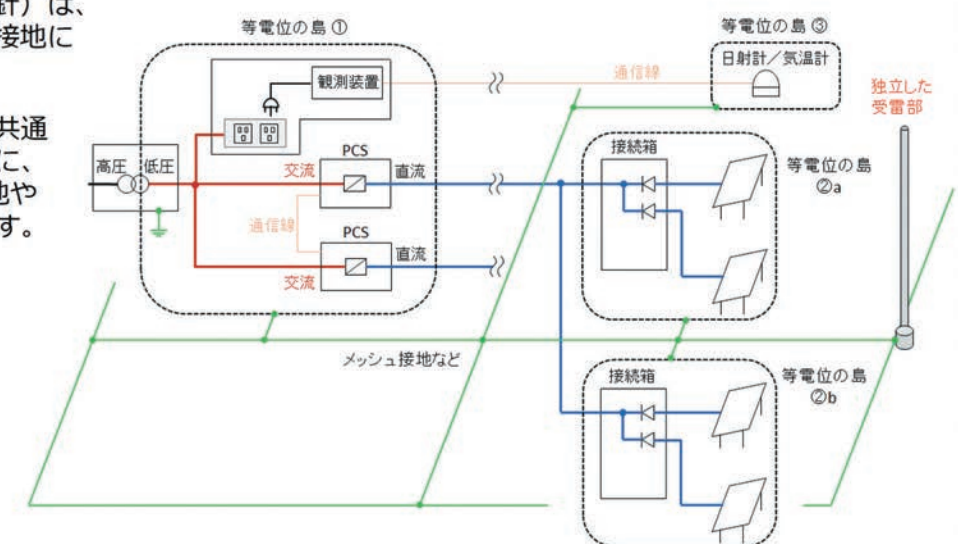 針）は、
接地に
共通
に、
地や
す。
等電位の島 ①
観測装置
高圧
低圧
交流
PCS
直流
通信線
PCS
交流
直流
通信線
等電位の島 ③
日射計／気温計
独立した
受雷部
接続箱
等電位の島
②a
メッシュ接地など
接続箱
等電位の島
②b